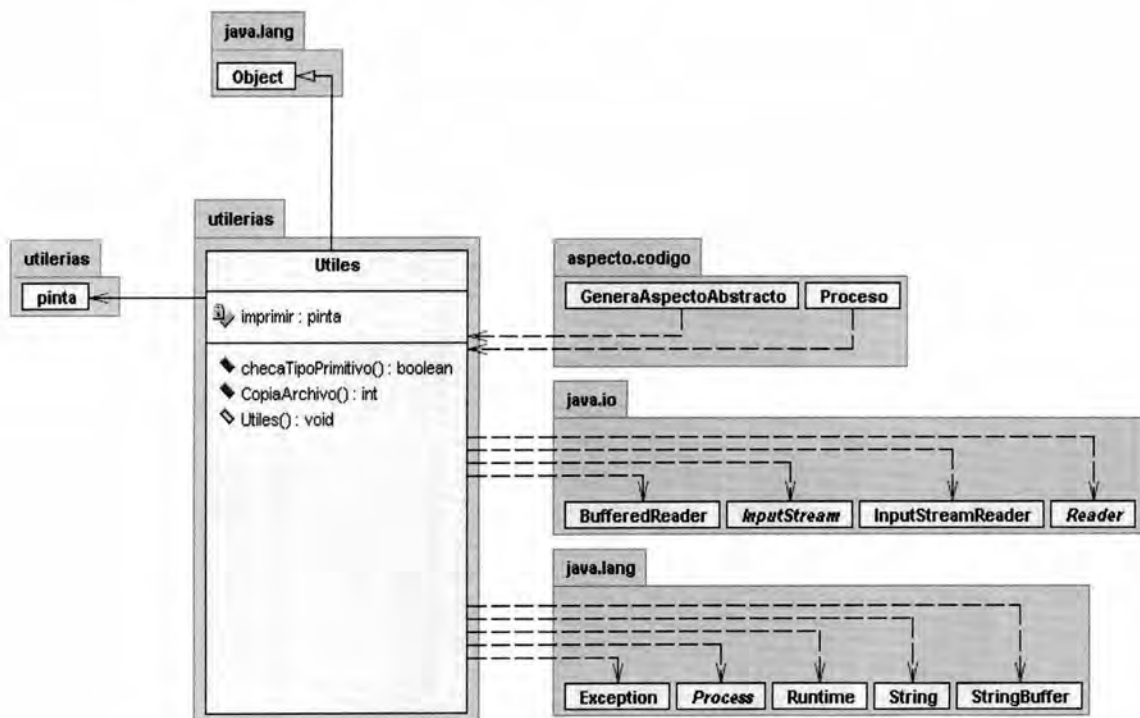 java.lang
Object
utilerias
utilerias
pinta
Utiles
imprimir : pinta
checaTipoPrimitivo() : boolean
CopiaArchivo() : int
Utiles() : void
aspecto.codigo
GeneraAspectoAbstracto Proceso
java.io
BufferedReader InputStream InputStreamReader Reader
java.lang
Exception Process Runtime String StringBuffer